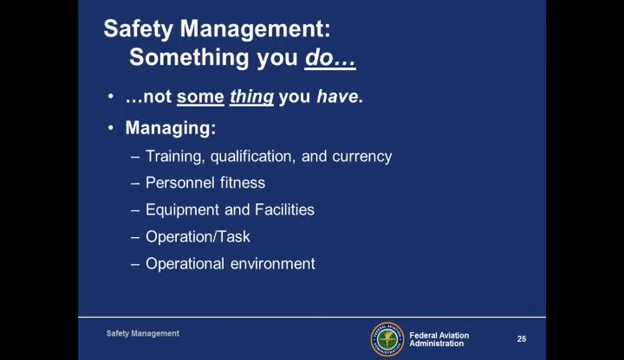 Safety Management:
Something you do…
• …not some thing you have.
• Managing:
– Training, qualification, and currency
– Personnel fitness
– Equipment and Facilities
– Operation/Task
– Operational environment
Safety Management
Federal Aviation
Administration
25